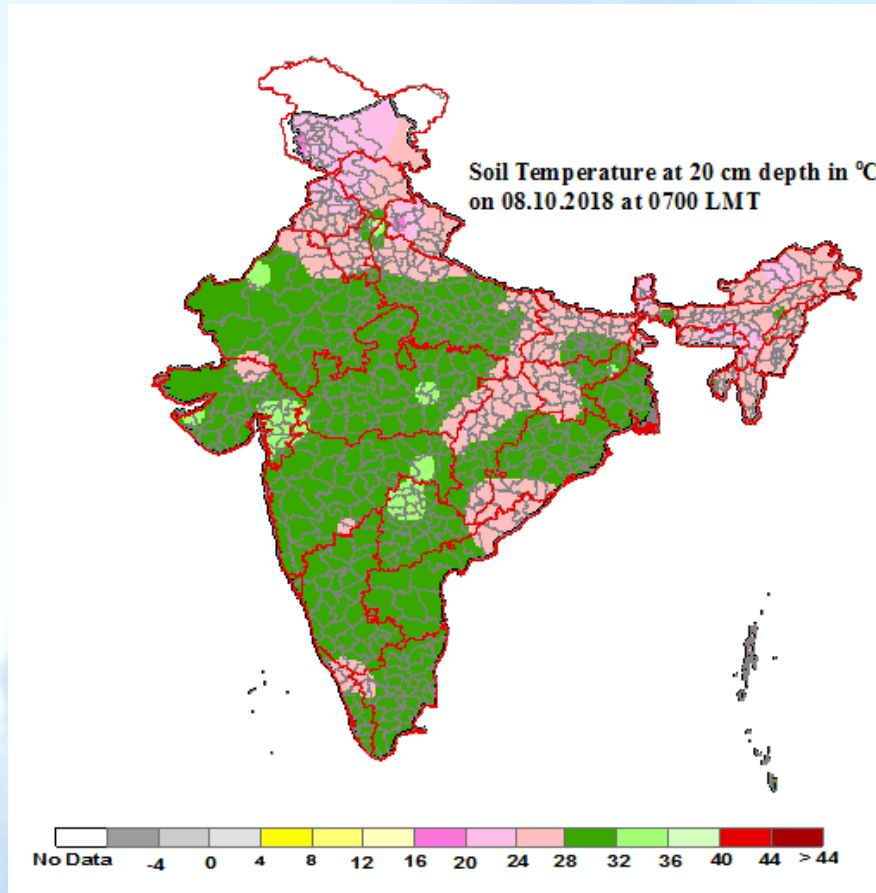 Soil Temperature at 20 cm depth in ⁰C
on 08.10.2018 at 0700 LMT
No Data -4 0 4 8 12 16 20 24 28 32 36 40 44 > 44